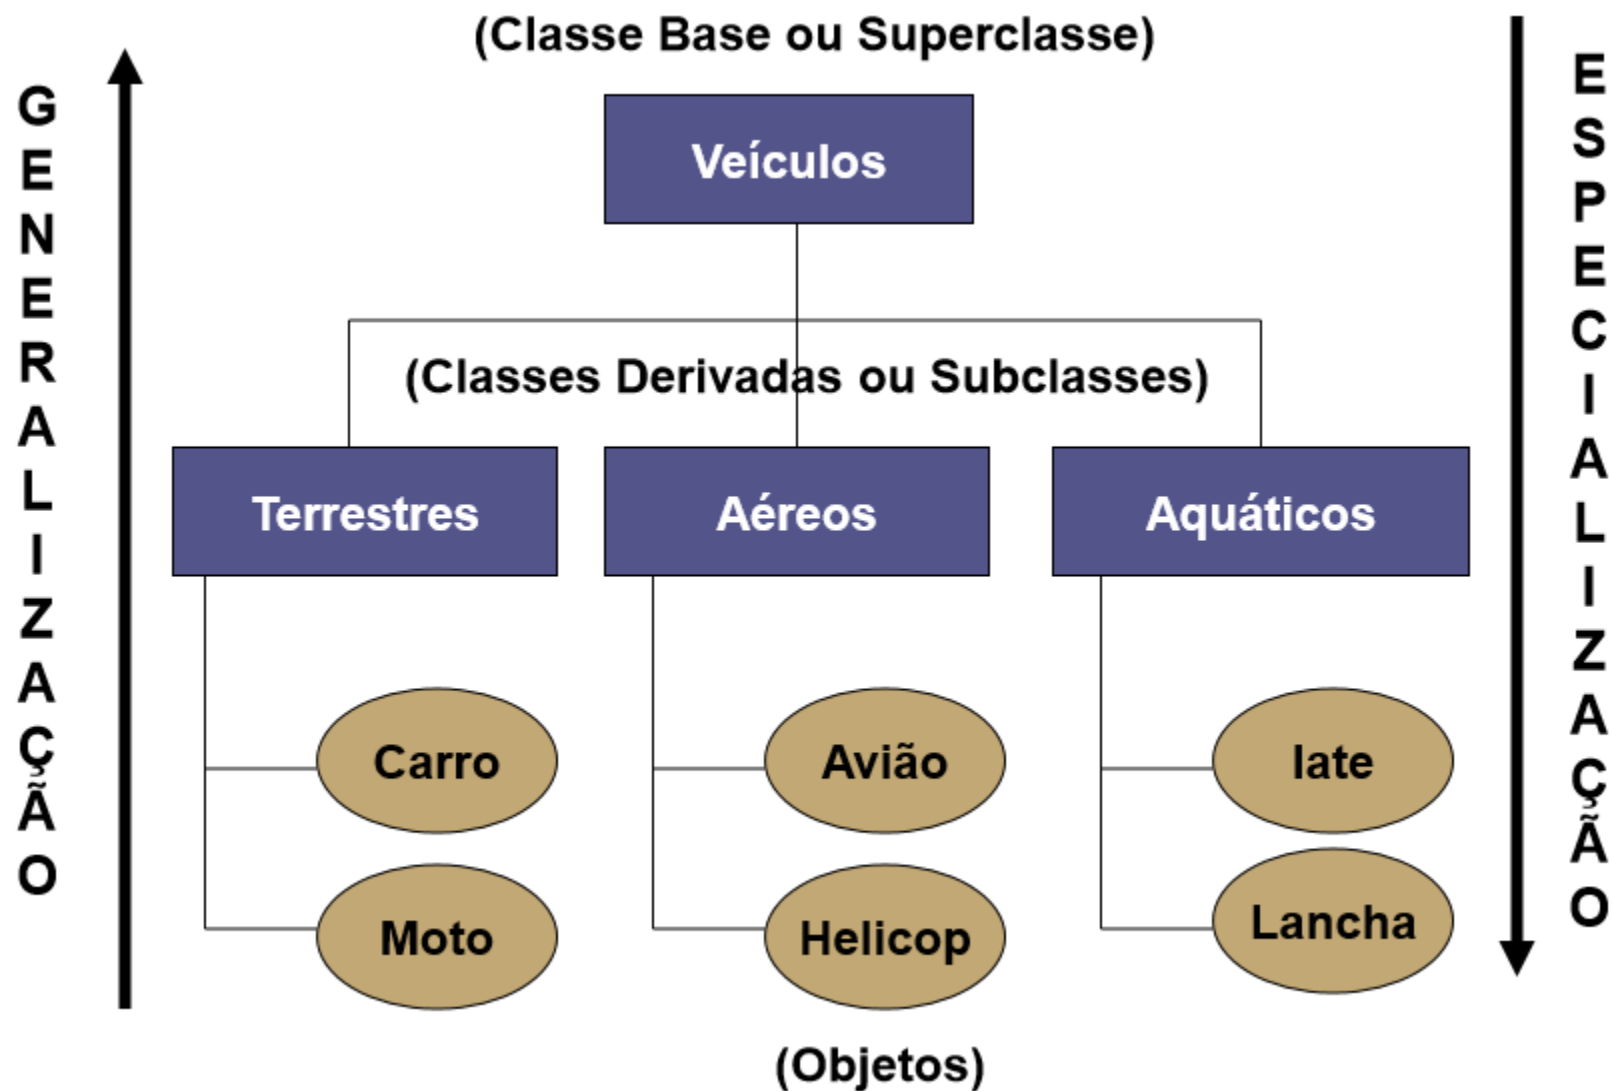 (Classe Base ou Superclasse)
GENERALIZAÇÃO
ESPECIALIZAÇÃO
Veículos
(Classes Derivadas ou Subclasses)
Terrestres
Aéreos
Aquáticos
Carro
Avião
Iate
Moto
Helicop
Lancha
(Objetos)